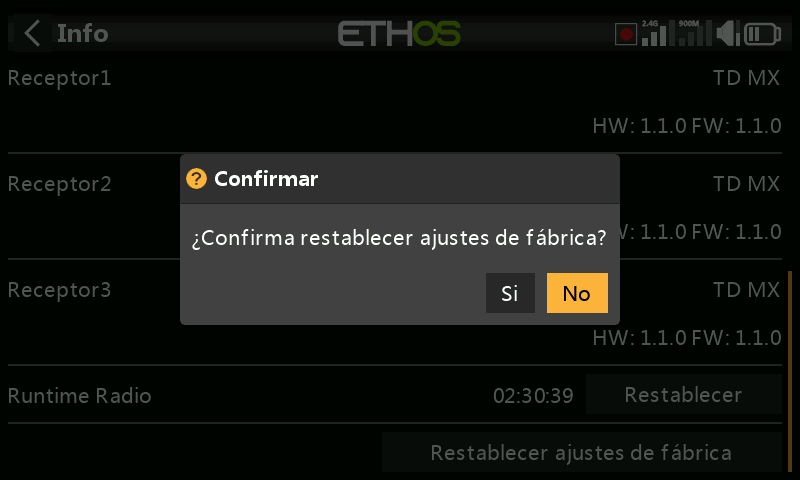 Info
ETHOS
2.4G
900M
Receptor1
TD MX
HW: 1.1.0 FW: 1.1.0
Receptor2
TD MX
Confirmar
¿Confirma restablecer ajustes de fábrica?
: 1.1.0 FW: 1.1.0
Si
No
Receptor3
TD MX
HW: 1.1.0 FW: 1.1.0
Runtime Radio
02:30:39
Restablecer
Restablecer ajustes de fábrica